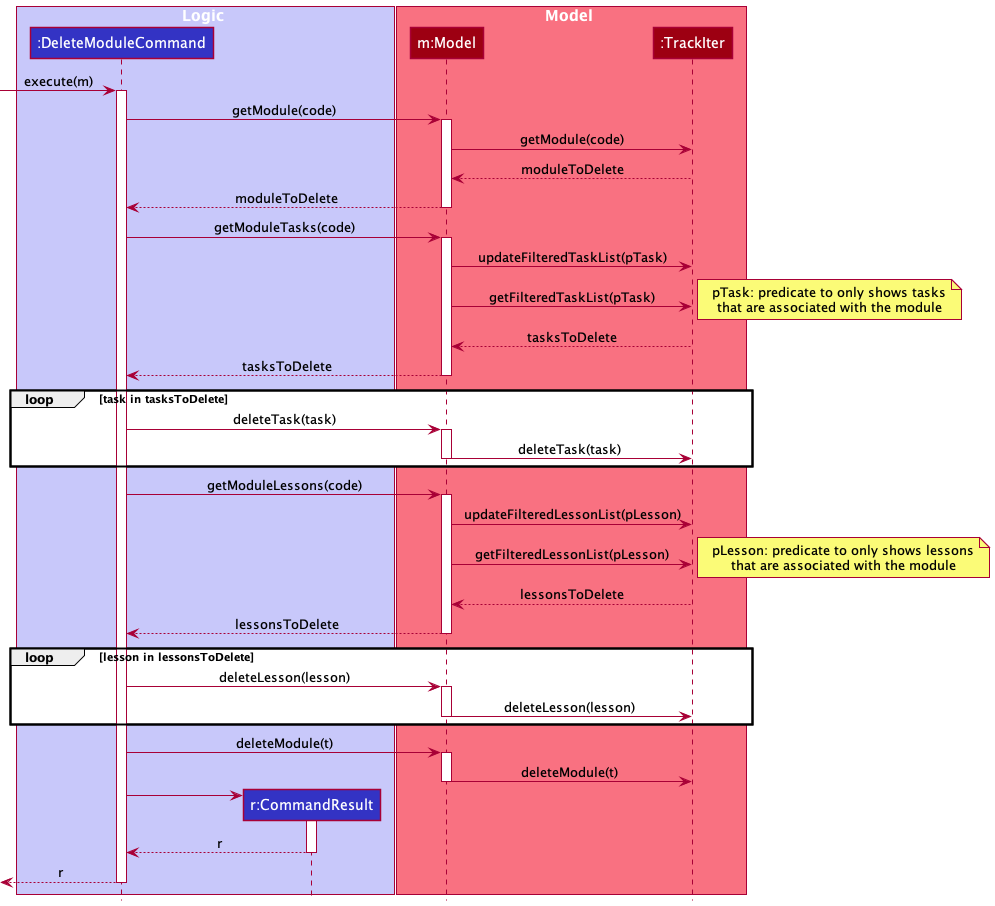 Logic
Model
:DeleteModuleCommand
m:Model
:TrackIter
execute(m)
getModule(code)
getModule(code)
moduleToDelete
moduleToDelete
getModuleTasks(code)
updateFilteredTaskList(pTask)
getFilteredTaskList(pTask)
pTask: predicate to only shows tasks
that are associated with the module
tasksToDelete
tasksToDelete
loop
[task in tasksToDelete]
deleteTask(task)
deleteTask(task)
getModuleLessons(code)
updateFilteredLessonList(pLesson)
getFilteredLessonList(pLesson)
pLesson: predicate to only shows lessons
that are associated with the module
lessonsToDelete
lessonsToDelete
loop
[lesson in lessonsToDelete]
deleteLesson(lesson)
deleteLesson(lesson)
deleteModule(t)
deleteModule(t)
r:CommandResult
r
r